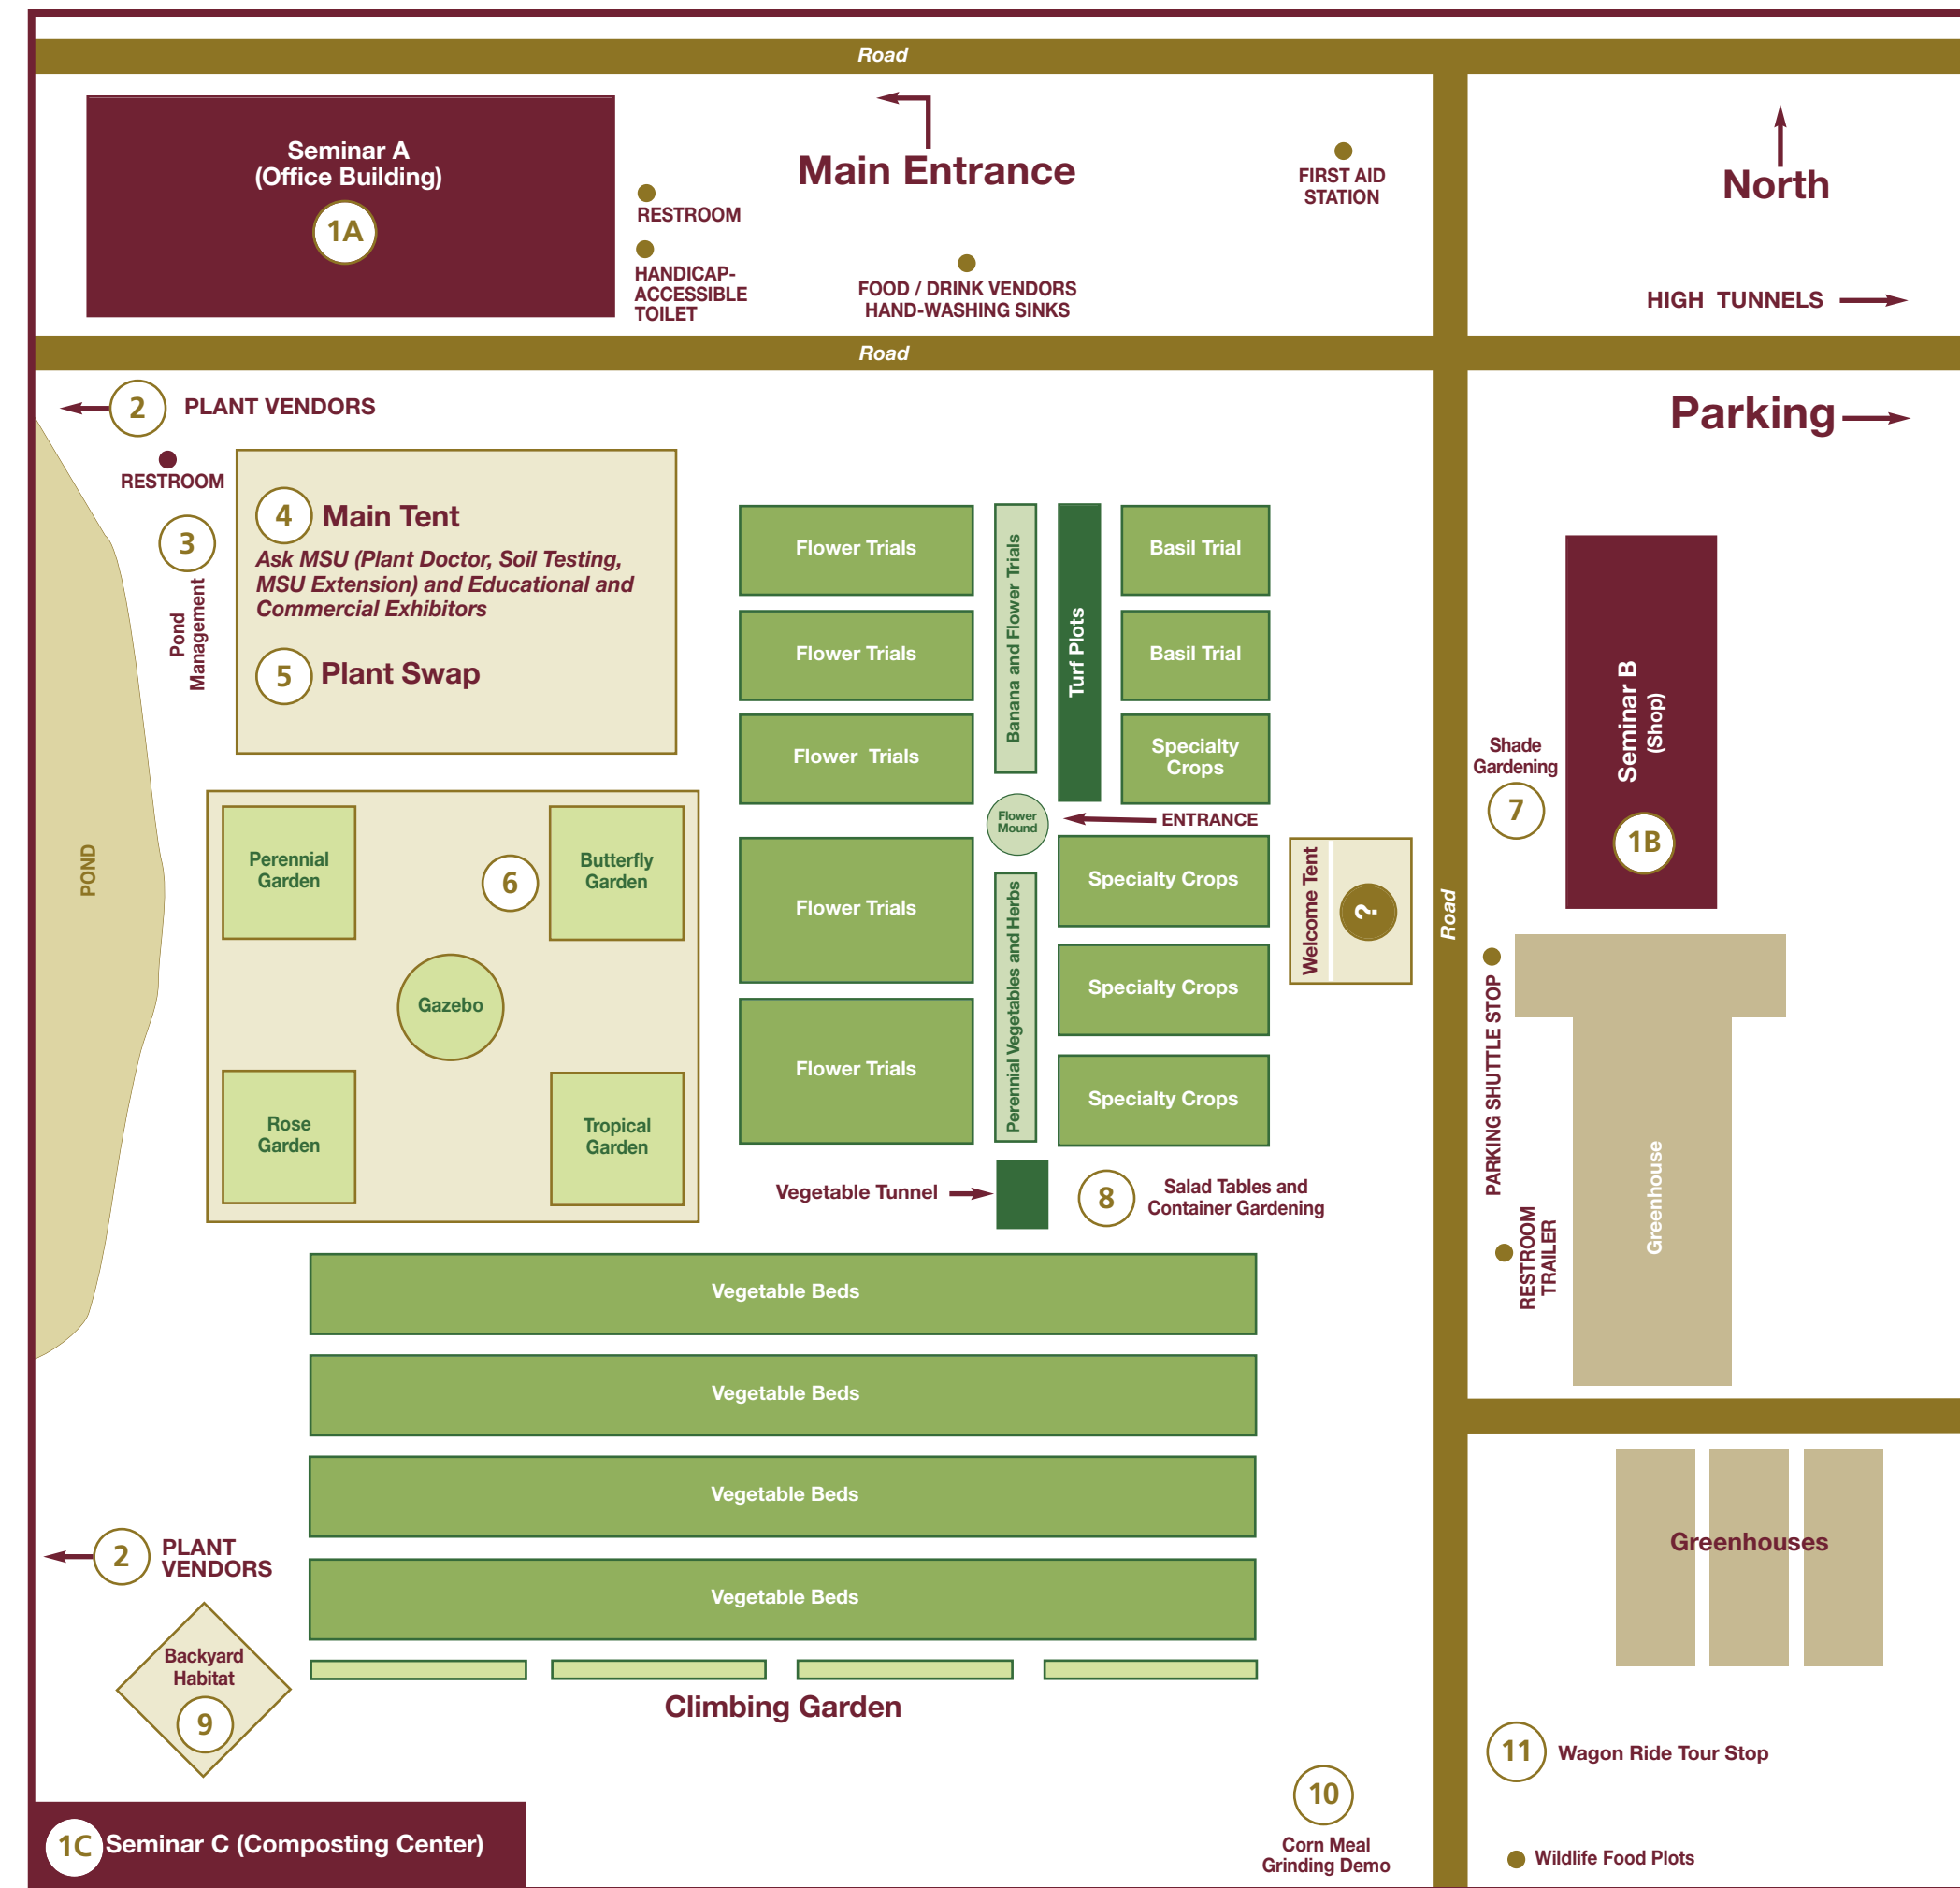 Road
Seminar A
(Office Building)
1A
RESTROOM
HANDICAP-
ACCESSIBLE
TOILET
Main Entrance
FOOD / DRINK VENDORS
HAND-WASHING SINKS
FIRST AID
STATION
North
HIGH TUNNELS
Road
2
PLANT VENDORS
RESTROOM
3
Pond
Management
4
Main Tent
Ask MSU (Plant Doctor, Soil Testing,
MSU Extension) and Educational and
Commercial Exhibitors
5
Plant Swap
POND
Perennial
Garden
6
Butterfly
Garden
Gazebo
Rose
Garden
Tropical
Garden
Flower Trials
Flower Trials
Flower Trials
Flower Trials
Flower Trials
Banana and Flower Trials
Turf Plots
Basil Trial
Basil Trial
Specialty
Crops
Flower
Mound
ENTRANCE
Perennial Vegetables and Herbs
Specialty Crops
Specialty Crops
Specialty Crops
Welcome Tent
?
Road
Vegetable Tunnel
8
Salad Tables and
Container Gardening
Parking
Seminar B
(Shop)
1B
Shade
Gardening
7
PARKING SHUTTLE STOP
RESTROOM
TRAILER
Greenhouse
Vegetable Beds
Vegetable Beds
Vegetable Beds
Vegetable Beds
Climbing Garden
2
PLANT
VENDORS
Backyard
Habitat
9
1C
Seminar C (Composting Center)
10
Corn Meal
Grinding Demo
Greenhouses
11
Wagon Ride Tour Stop
Wildlife Food Plots